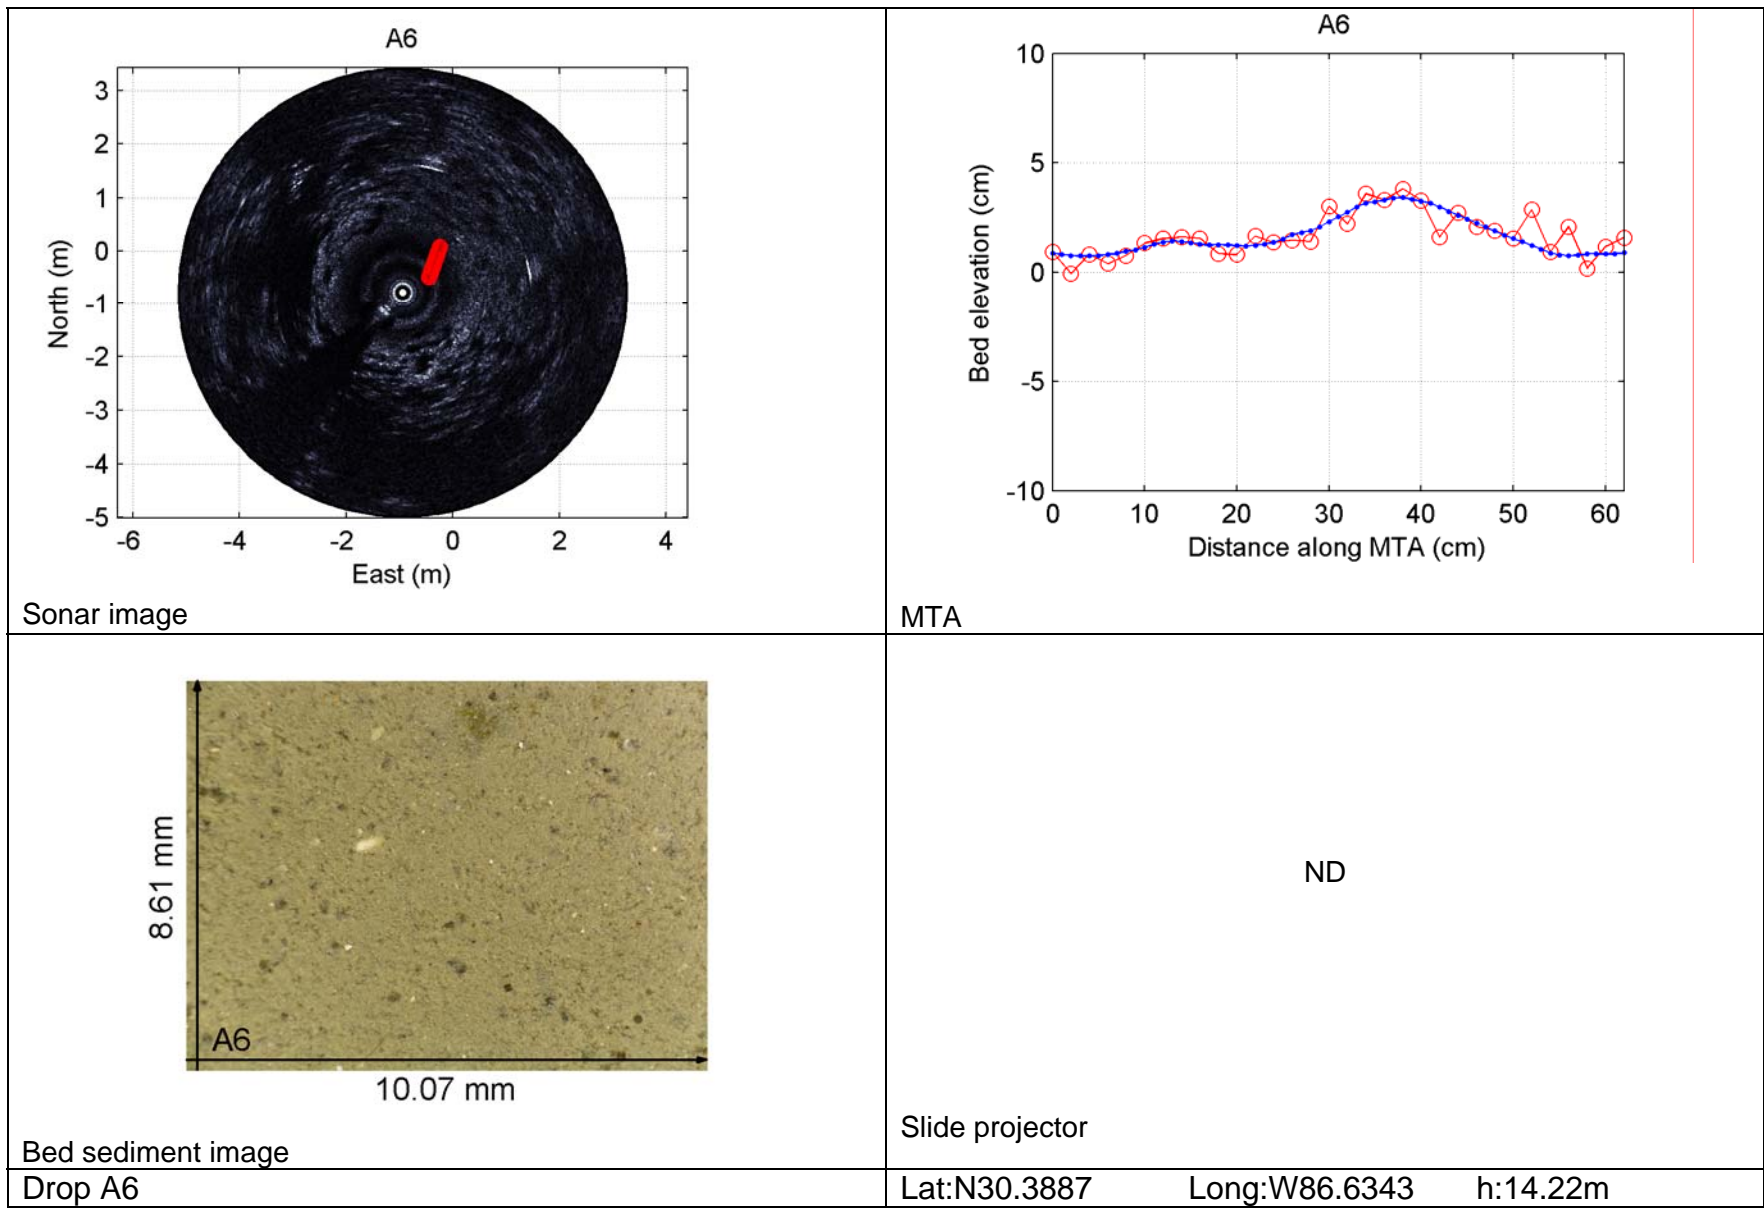 A6
3
2
1
0
-1
-2
-3
-4
-5
North (m)
-6 -4 -2 0 2 4
East (m)
Sonar image
A6
10
5
0
-5
-10
Bed elevation (cm)
0 10 20 30 40 50 60
Distance along MTA (cm)
MTA
8.61 mm
A6
10.07 mm
Bed sediment image
ND
Slide projector
Drop A6
Lat:N30.3887 Long:W86.6343 h:14.22m